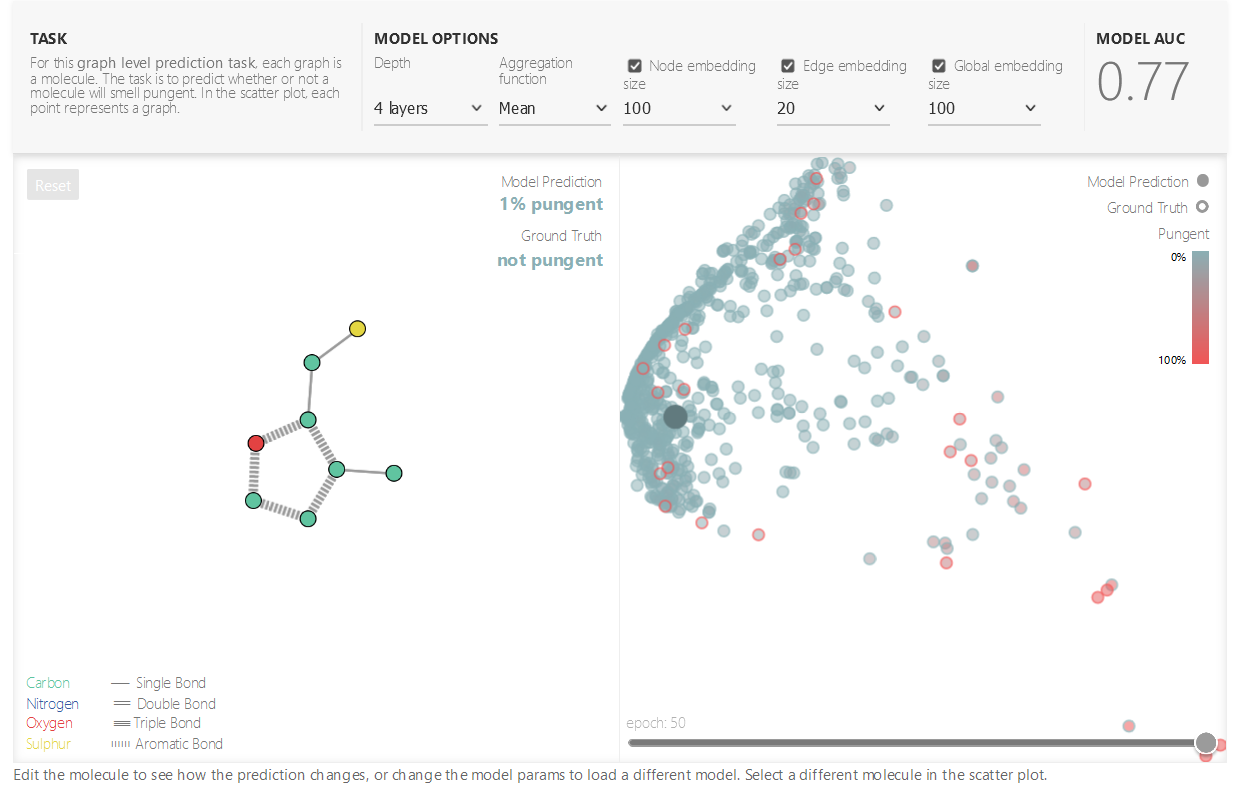 TASK
For this graph level prediction task, each graph is
a molecule. The task is to predict whether or not a
molecule will smell pungent. In the scatter plot, each
point represents a graph.
MODEL OPTIONS
Depth
4 layers
Aggregation
function
Mean
Node embedding
size
100
Edge embedding
size
20
Global embedding
size
100
MODEL AUC
0.77
Reset
Model Prediction
1% pungent
Ground Truth
not pungent
Carbon
Nitrogen
Oxygen
Sulphur
Single Bond
Double Bond
Triple Bond
Aromatic Bond
Model Prediction
Ground Truth
Pungent
0%
100%
epoch: 50
Edit the molecule to see how the prediction changes, or change the model params to load a different model. Select a different molecule in the scatter plot.